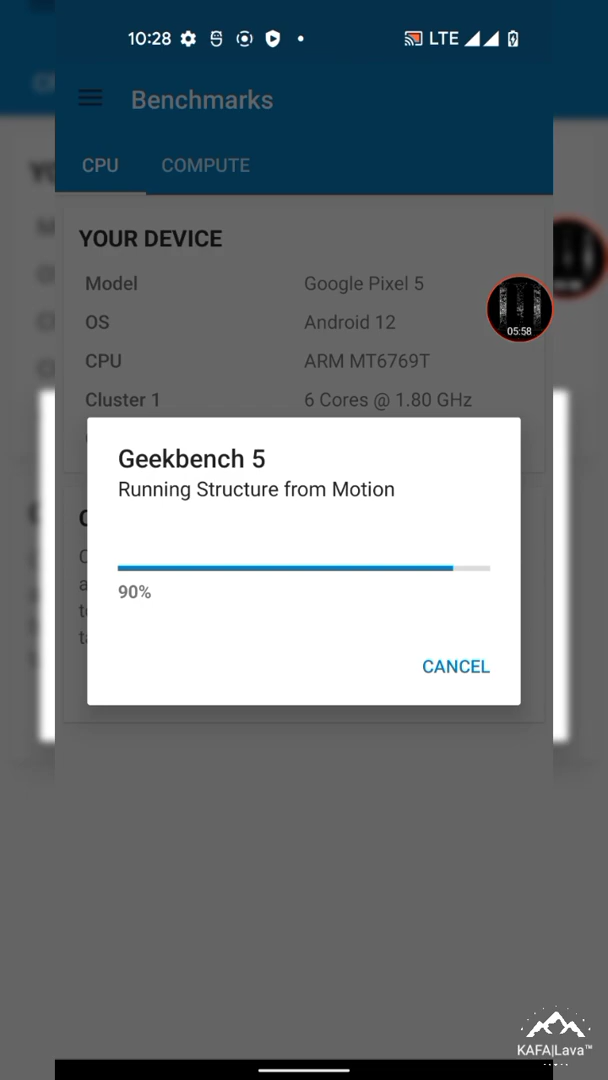 10:28 LTE
Benchmarks
CPU COMPUTE
YOUR DEVICE
Model Google Pixel 5
OS Android 12
05:58
CPU ARM MT6769T
Cluster 1 6 Cores @ 1.80 GHz
Geekbench 5
Running Structure from Motion
90%
CANCEL
KAFA|Lava™